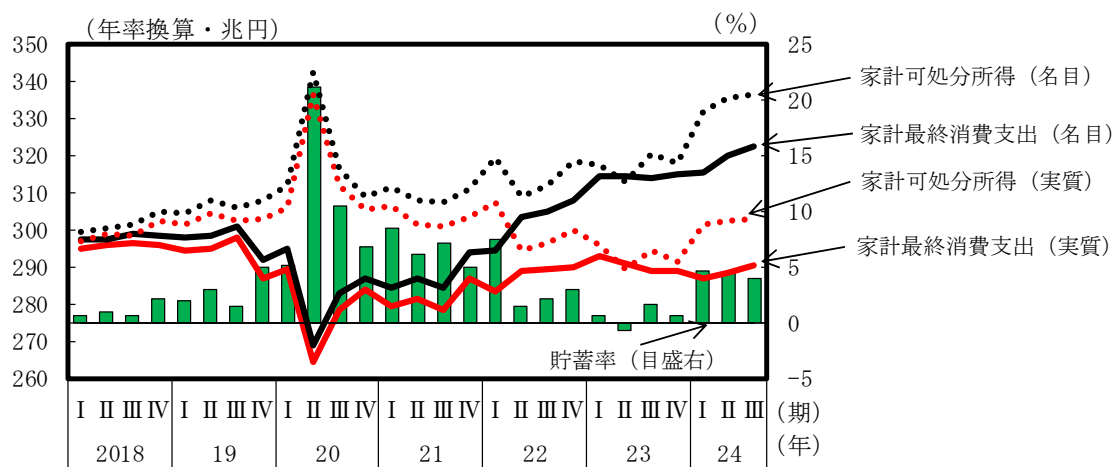 （年率換算・兆円）
（％）
350
340
330
320
310
300
290
280
270
260
25
20
15
10
5
0
-5
家計可処分所得（名目）
家計最終消費支出（名目）
家計可処分所得（実質）
家計最終消費支出（実質）
貯蓄率（目盛右）
Ⅰ Ⅱ Ⅲ Ⅳ Ⅰ Ⅱ Ⅲ Ⅳ Ⅰ Ⅱ Ⅲ Ⅳ Ⅰ Ⅱ Ⅲ Ⅳ Ⅰ Ⅱ Ⅲ Ⅳ Ⅰ Ⅱ Ⅲ Ⅳ Ⅰ Ⅱ Ⅲ （期）
2018 19 20 21 22 23 24 （年）